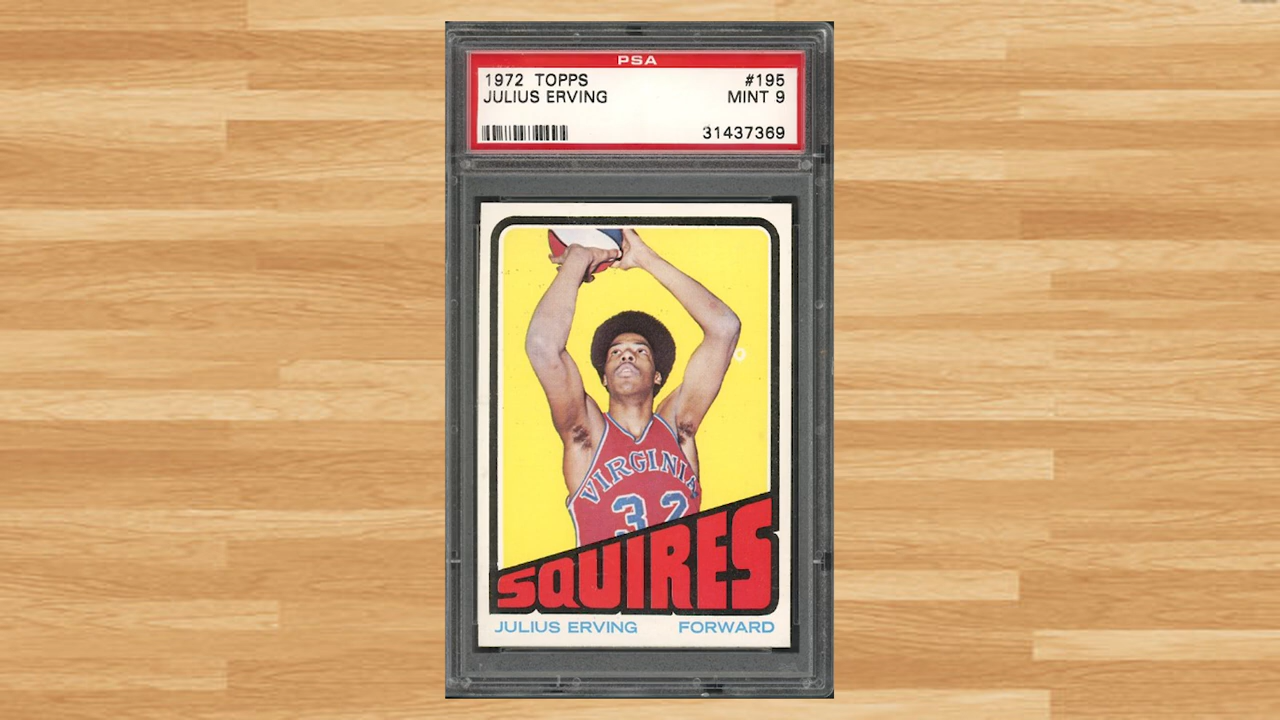 PSA
1972 TOPPS #195
JULIUS ERVING MINT 9
31437369
VIRGINIA
32
SQUIRES
JULIUS ERVING FORWARD